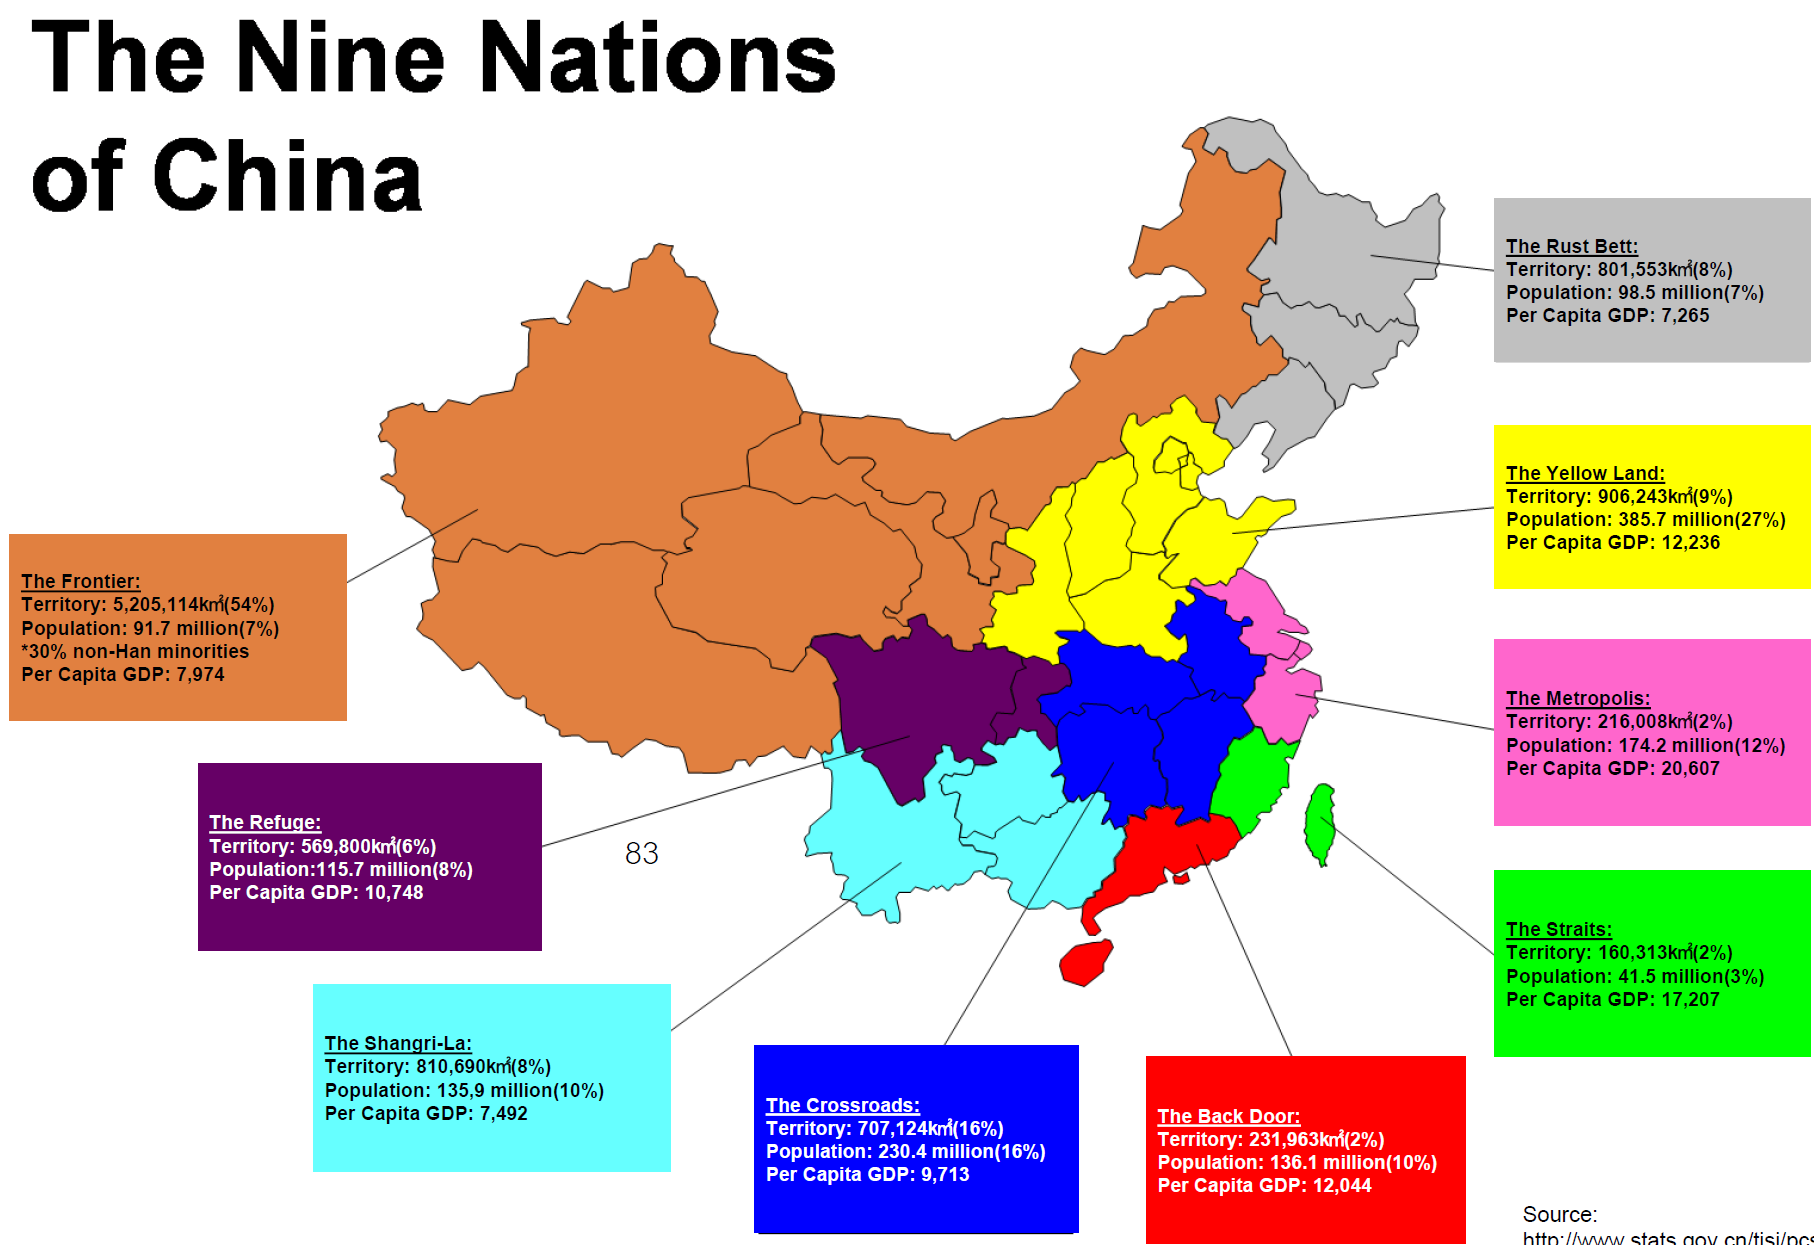 The Nine Nations
of China
The Rust Bett:
Territory: 801,553k㎡(8%)
Population: 98.5 million(7%)
Per Capita GDP: 7,265
The Yellow Land:
Territory: 906,243k㎡(9%)
Population: 385.7 million(27%)
Per Capita GDP: 12,236
The Frontier:
Territory: 5,205,114k㎡(54%)
Population: 91.7 million(7%)
*30% non-Han minorities
Per Capita GDP: 7,974
The Metropolis:
Territory: 216,008k㎡(2%)
Population: 174.2 million(12%)
Per Capita GDP: 20,607
The Refuge:
Territory: 569,800k㎡(6%)
Population:115.7 million(8%)
Per Capita GDP: 10,748
83
The Straits:
Territory: 160,313k㎡(2%)
Population: 41.5 million(3%)
Per Capita GDP: 17,207
The Shangri-La:
Territory: 810,690k㎡(8%)
Population: 135,9 million(10%)
Per Capita GDP: 7,492
The Crossroads:
Territory: 707,124k㎡(16%)
Population: 230.4 million(16%)
Per Capita GDP: 9,713
The Back Door:
Territory: 231,963k㎡(2%)
Population: 136.1 million(10%)
Per Capita GDP: 12,044
Source:
http://www.stats.gov.cn/tjsj/pcs